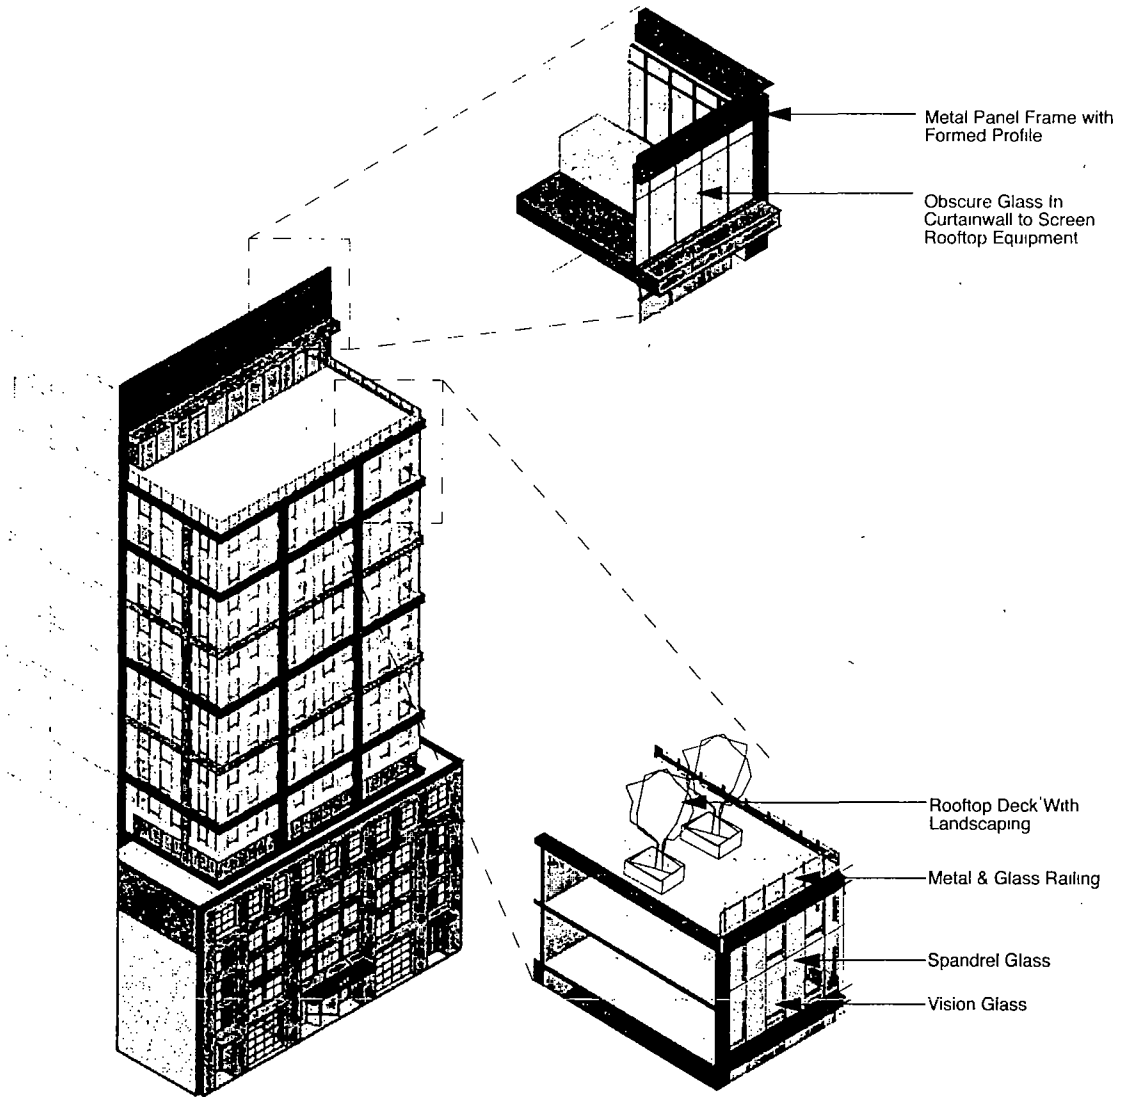 Metal Panel Frame with
Formed Profile
Obscure Glass In
Curtainwall to Screen
Rooftop Equipment
Rooftop Deck With
Landscaping
Metal & Glass Railing
Spandrel Glass
Vision Glass